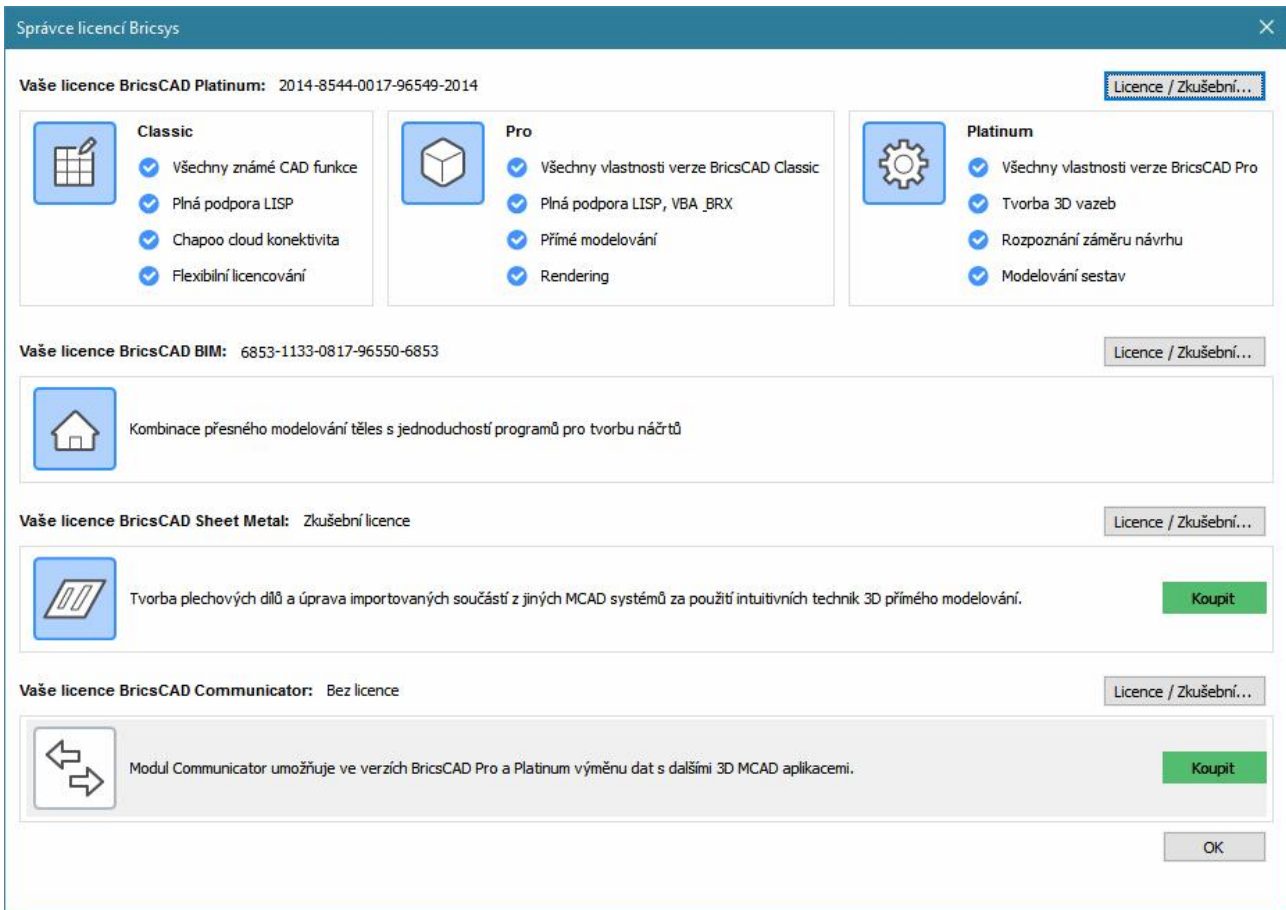 Správce licencí Bricsys
Vaše licence BricsCAD Platinum: 2014-8544-0017-96549-2014
Licence / Zkušební...
Classic
Všechny známé CAD funkce
Plná podpora LISP
Chapoo cloud konektivita
Flexibilní licencování
Pro
Všechny vlastnosti verze BricsCAD Classic
Plná podpora LISP, VBA _BRX
Přímé modelování
Rendering
Platinum
Všechny vlastnosti verze BricsCAD Pro
Tvorba 3D vazeb
Rozpoznání záměru návrhu
Modelování sestav
Vaše licence BricsCAD BIM: 6853-1133-0817-96550-6853
Licence / Zkušební...
Kombinace přesného modelování těles s jednoduchostí programů pro tvorbu náčrtů
Vaše licence BricsCAD Sheet Metal: Zkušební licence
Licence / Zkušební...
Tvorba plechových dílů a úprava importovaných součástí z jiných MCAD systémů za použití intuitivních technik 3D přímého modelování.
Koupit
Vaše licence BricsCAD Communicator: Bez licence
Licence / Zkušební...
Modul Communicator umožňuje ve verzích BricsCAD Pro a Platinum výměnu dat s dalšími 3D MCAD aplikacemi.
Koupit
OK